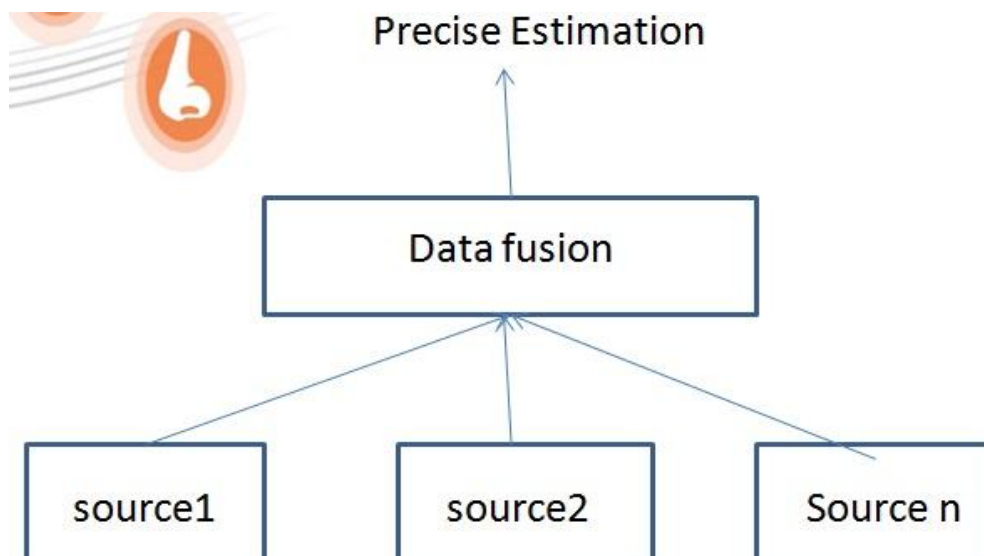 Precise Estimation
Data fusion
source1
source2
Source n